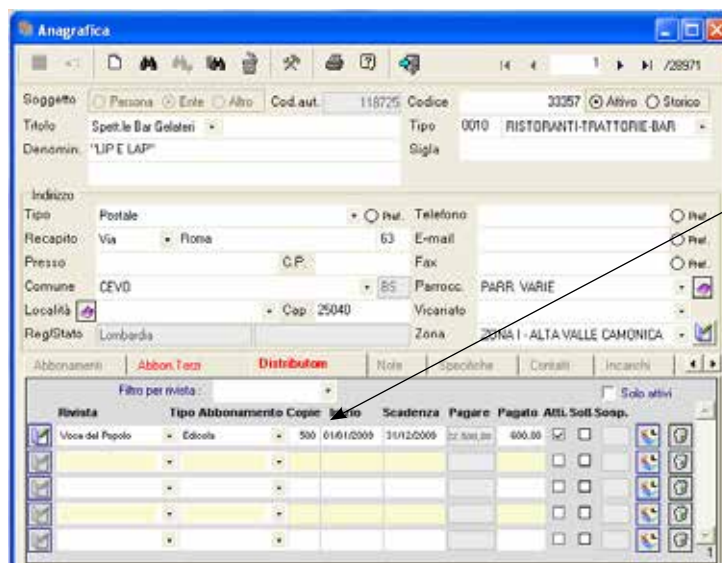 Anagrafica
1 /28971
Soggetto Persona Ente Altro Cod.aut. 118725 Codice 33357 Attivo Storico
Titolo Spett.le Bar Gelateri Tipo 0010 RISTORANTI-TRATTORIE-BAR
Denomin. "LIP E LAP" Sigla
Indirizzo
Tipo Postale Pref. Telefono Pref.
Recapito Via Roma 63 E-mail Pref.
Presso C.P. Fax Pref.
Comune CEVO BS Parrocc. PARR. VARIE
Località Cap 25040 Vicariato
Reg/Stato Lombardia Zona ZONA I - ALTA VALLE CAMONICA
Abbonamenti Abbon.Terzi Distributore Note Specifiche Contatti Incarichi
Filtro per rivista : Solo attivi
Rivista Tipo Abbonamento Copie Inizio Scadenza Pagare Pagato Atti. Soll Sosp.
Voce del Popolo Edicola 500 01/01/2009 31/12/2009 600,00
1